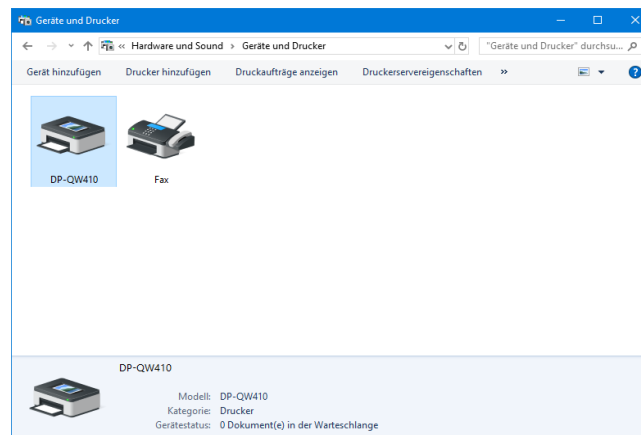 Geräte und Drucker
« Hardware und Sound > Geräte und Drucker "Geräte und Drucker" durchsu...
Gerät hinzufügen Drucker hinzufügen Druckaufträge anzeigen Druckerservereigenschaften »
DP-QW410 Fax
DP-QW410
Modell: DP-QW410
Kategorie: Drucker
Gerätestatus: 0 Dokument(e) in der Warteschlange